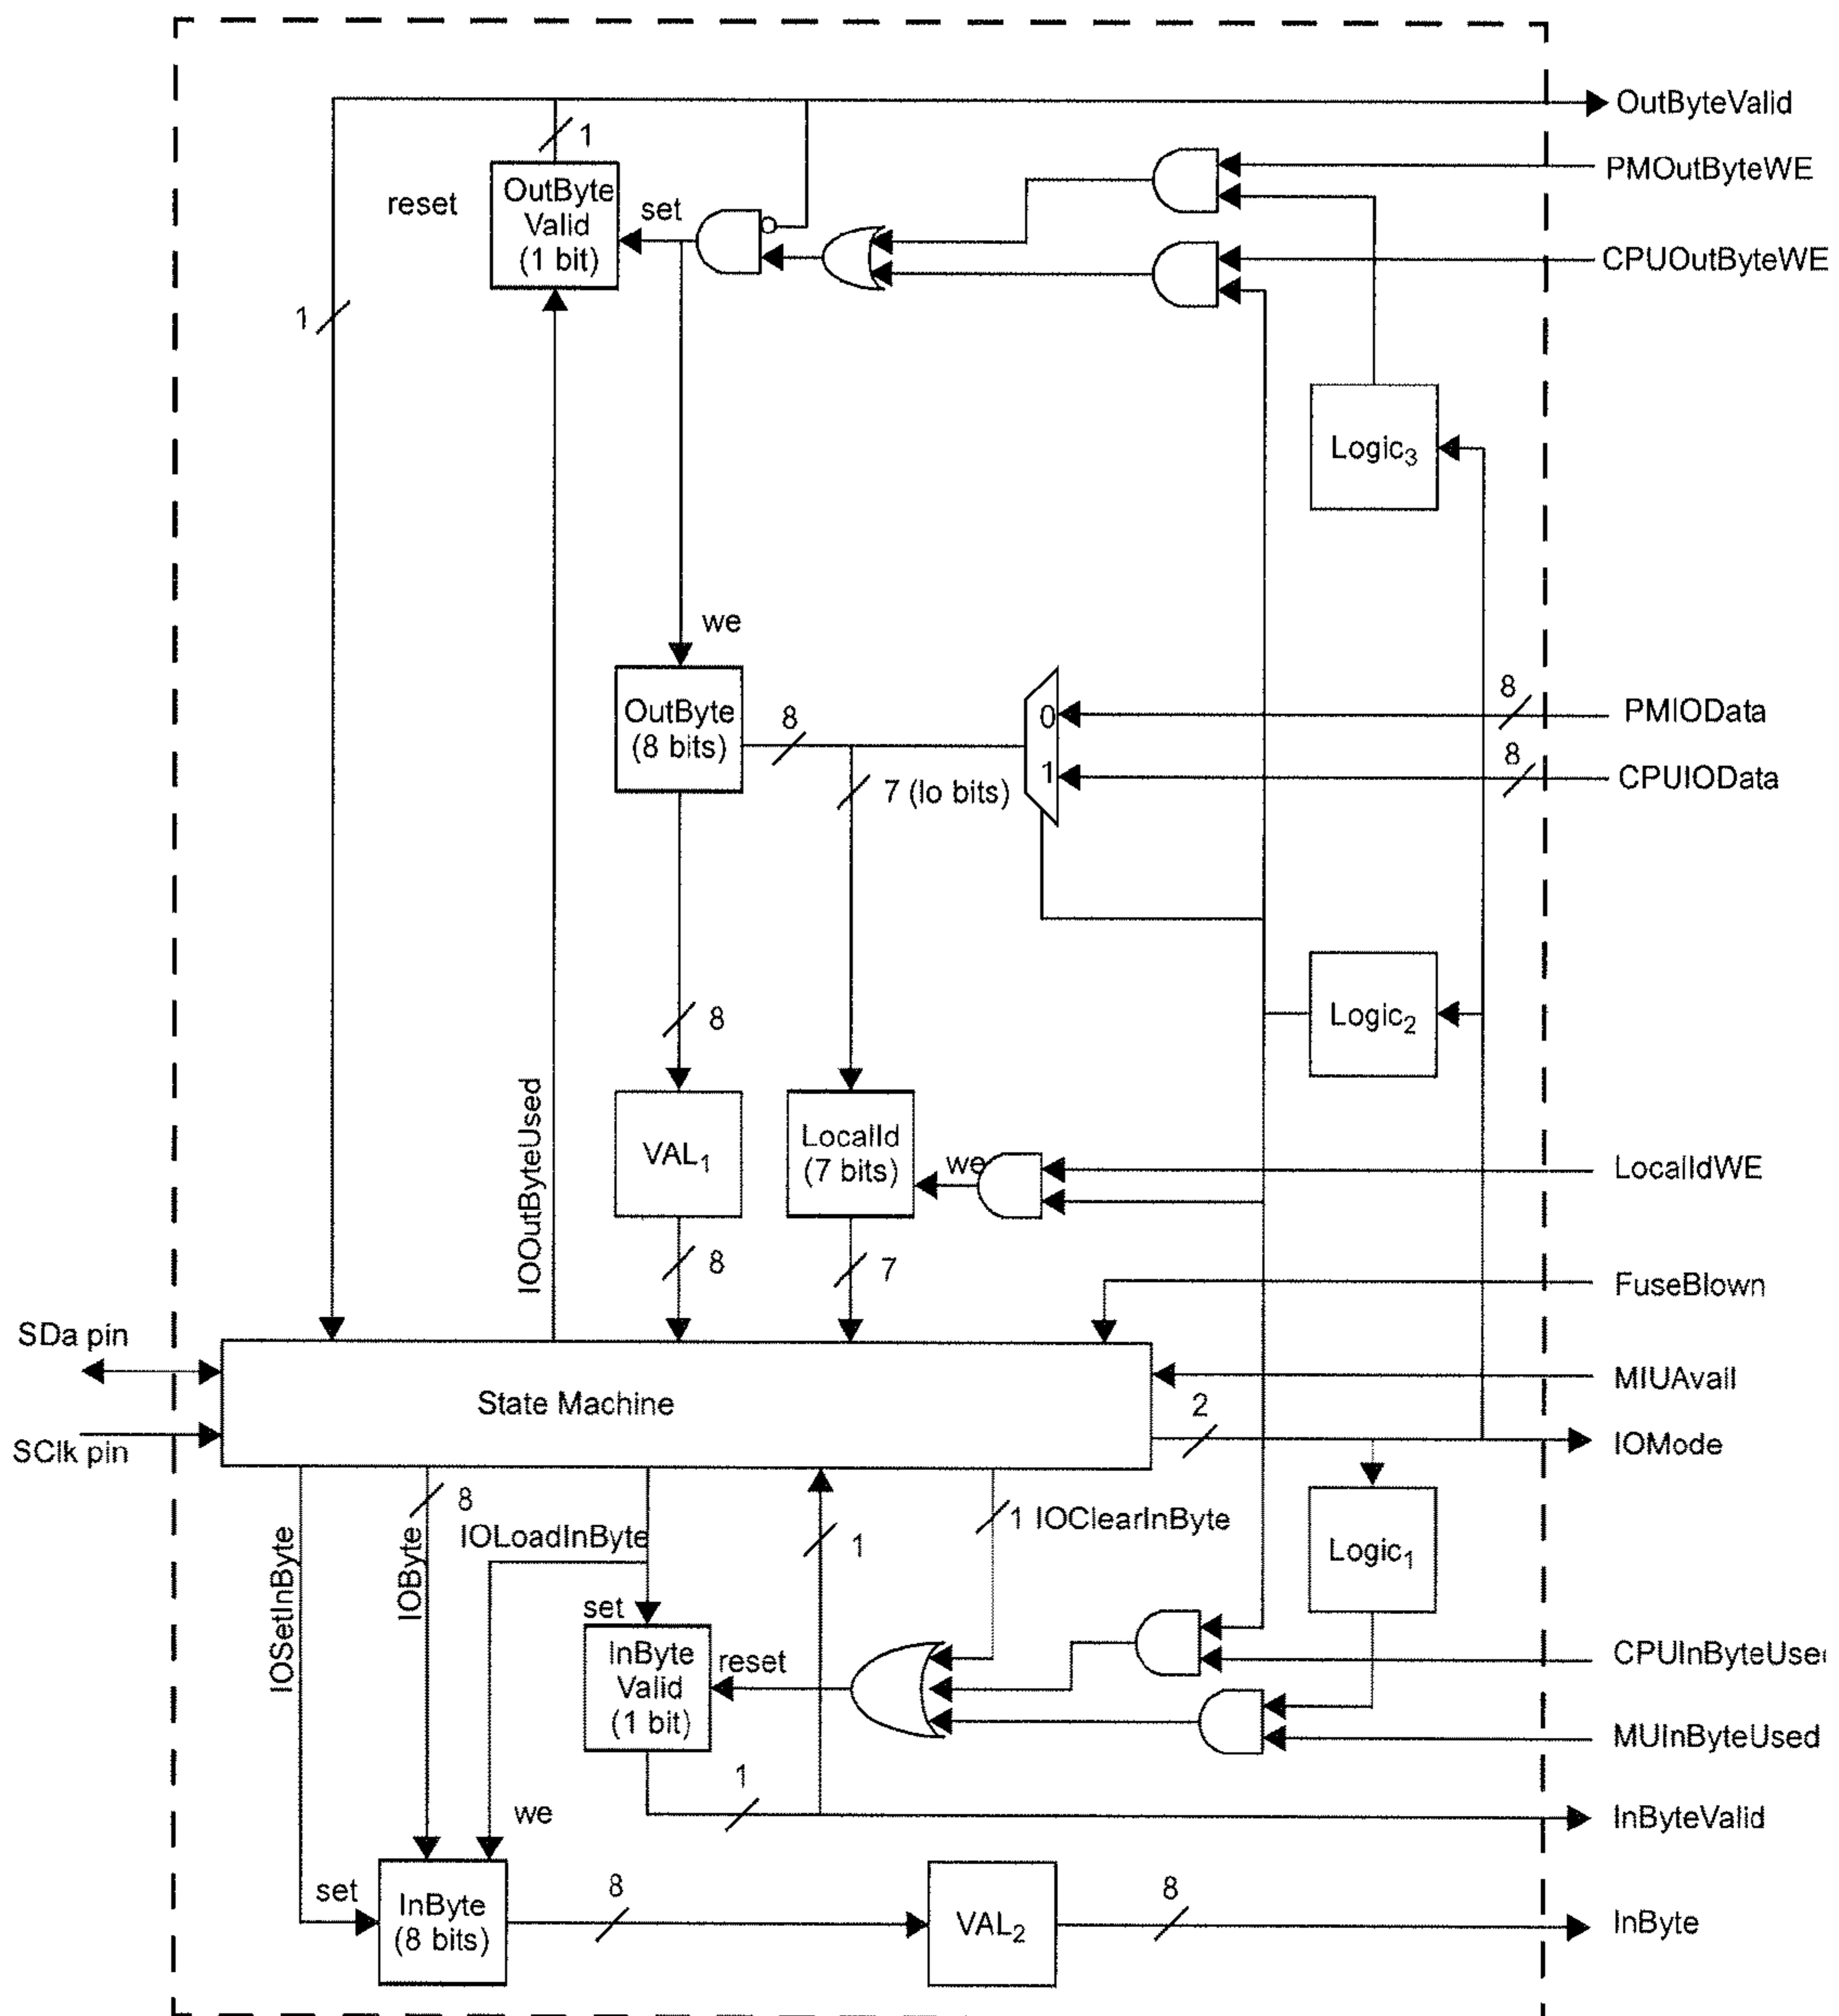 OutByteValid
1
PMOutByteWE
reset
OutByte
Valid
(1 bit)
set
CPUOutByteWE
1
Logic3
we
OutByte
(8 bits)
8
0
8
PMIOData
1
8
CPUIOData
7 (lo bits)
8
Logic2
IOOutByteUsed
VAL1
LocalId
(7 bits)
we
LocalIdWE
8
7
FuseBlown
SDa pin
State Machine
MIUAvail
2
SClk pin
IOMode
8
IOSetInByte
IOByte
IOLoadInByte
1
1 IOClearInByte
Logic1
set
InByte
Valid
(1 bit)
reset
CPUInByteUse
MUInByteUsed
1
we
InByteValid
set
InByte
(8 bits)
8
VAL2
8
InByte